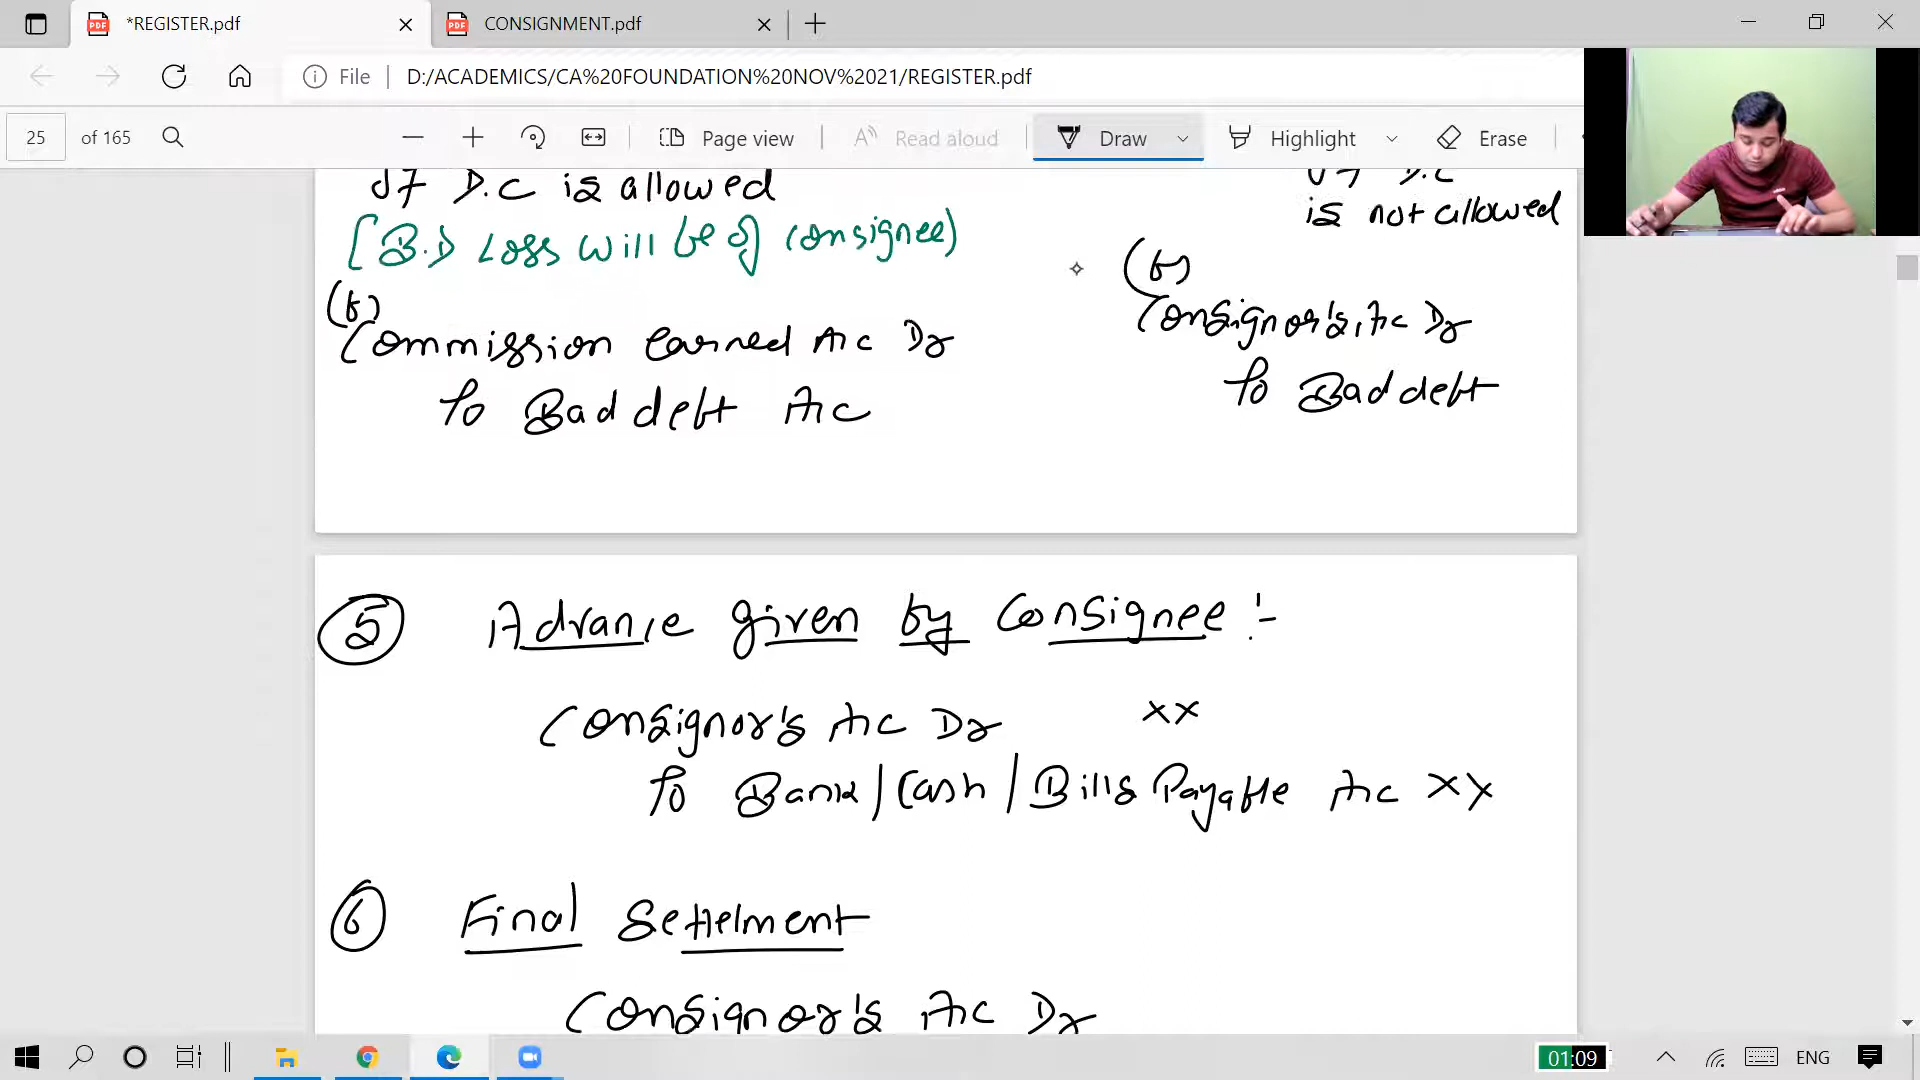 *REGISTER.pdf
CONSIGNMENT.pdf
File
D:/ACADEMICS/CA%20FOUNDATION%20NOV%2021/REGISTER.pdf
25 of 165
Page view
Read aloud
Draw
Highlight
Erase
If D.C is allowed
[B.D Loss will be of consignee)
(b)
Commission earned A/c Dr
To Bad debt A/c
If D.C
is not allowed
(b)
Consignor's A/c Dr
To Bad debt
5 Advance given by Consignee :-
Consignor's A/c Dr xx
To Bank/Cash/Bills Payable A/c xx
6 Final Settelment
Consignor's A/c Dr
01:09
ENG